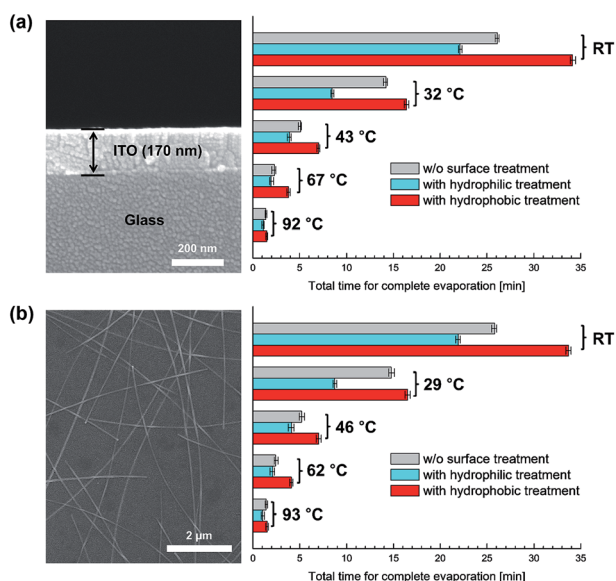 (a)
ITO (170 nm)
Glass
200 nm
RT
32 °C
43 °C
67 °C
92 °C
w/o surface treatment
with hydrophilic treatment
with hydrophobic treatment
0 5 10 15 20 25 30 35
Total time for complete evaporation [min]
(b)
2 µm
RT
29 °C
46 °C
62 °C
93 °C
w/o surface treatment
with hydrophilic treatment
with hydrophobic treatment
0 5 10 15 20 25 30 35
Total time for complete evaporation [min]